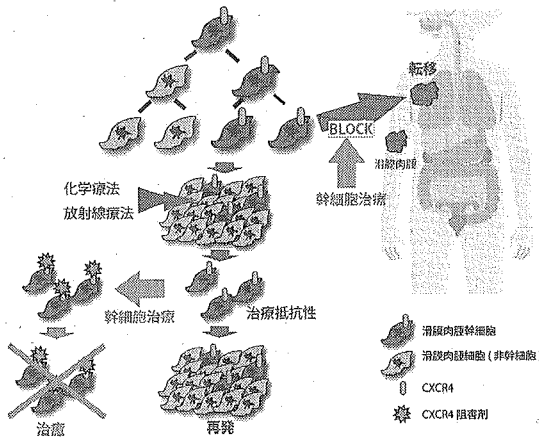 転移
BLOCK
滑膜肉腫
幹細胞治療
化学療法
放射線療法
幹細胞治療
治療抵抗性
治癒
再発
滑膜肉腫幹細胞
滑膜肉腫細胞 ( 非幹細胞
CXCR4
CXCR4 阻害剤